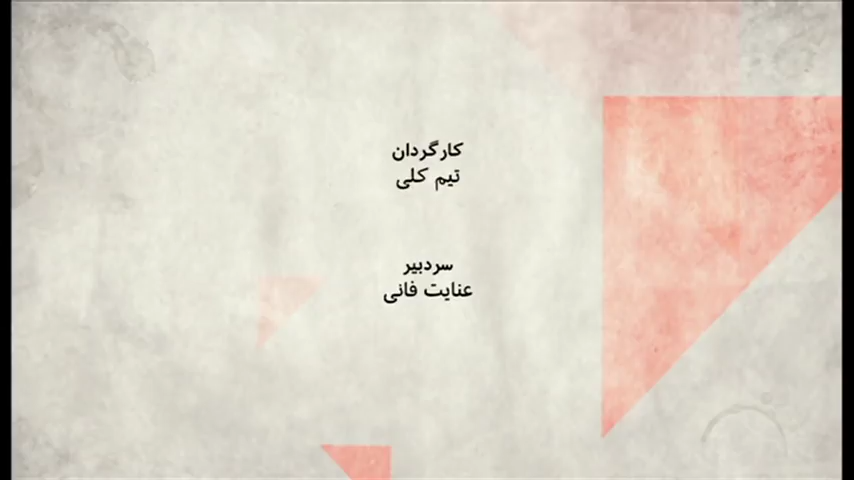 کارگردان
تیم کلی
سردبیر
عنایت فانی